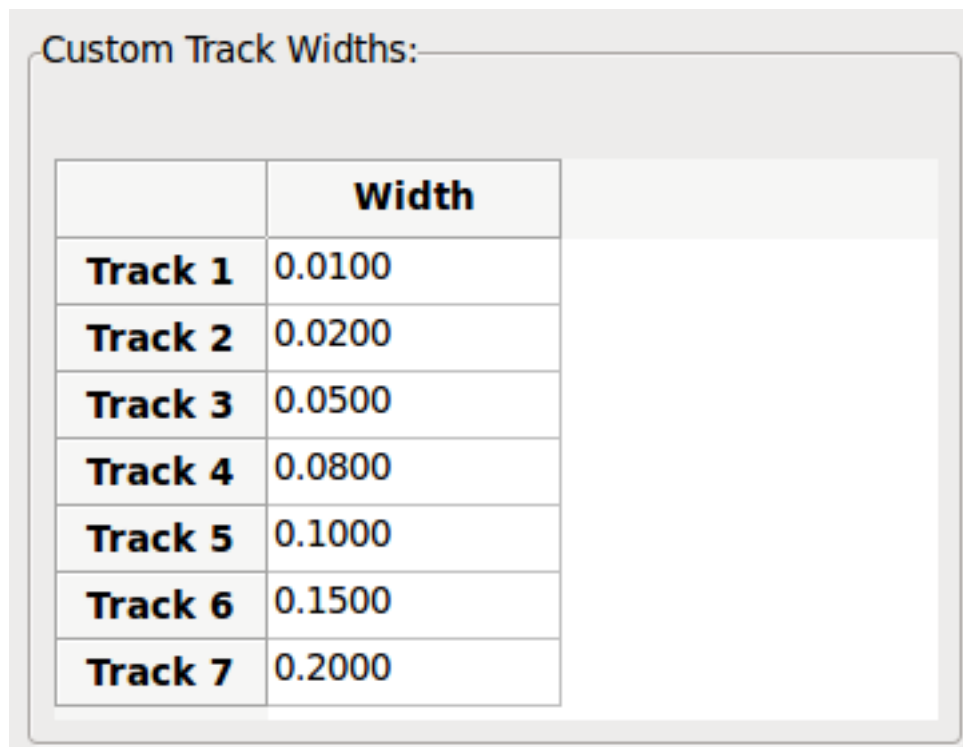 Custom Track Widths:
Width
Track 1 0.0100
Track 2 0.0200
Track 3 0.0500
Track 4 0.0800
Track 5 0.1000
Track 6 0.1500
Track 7 0.2000